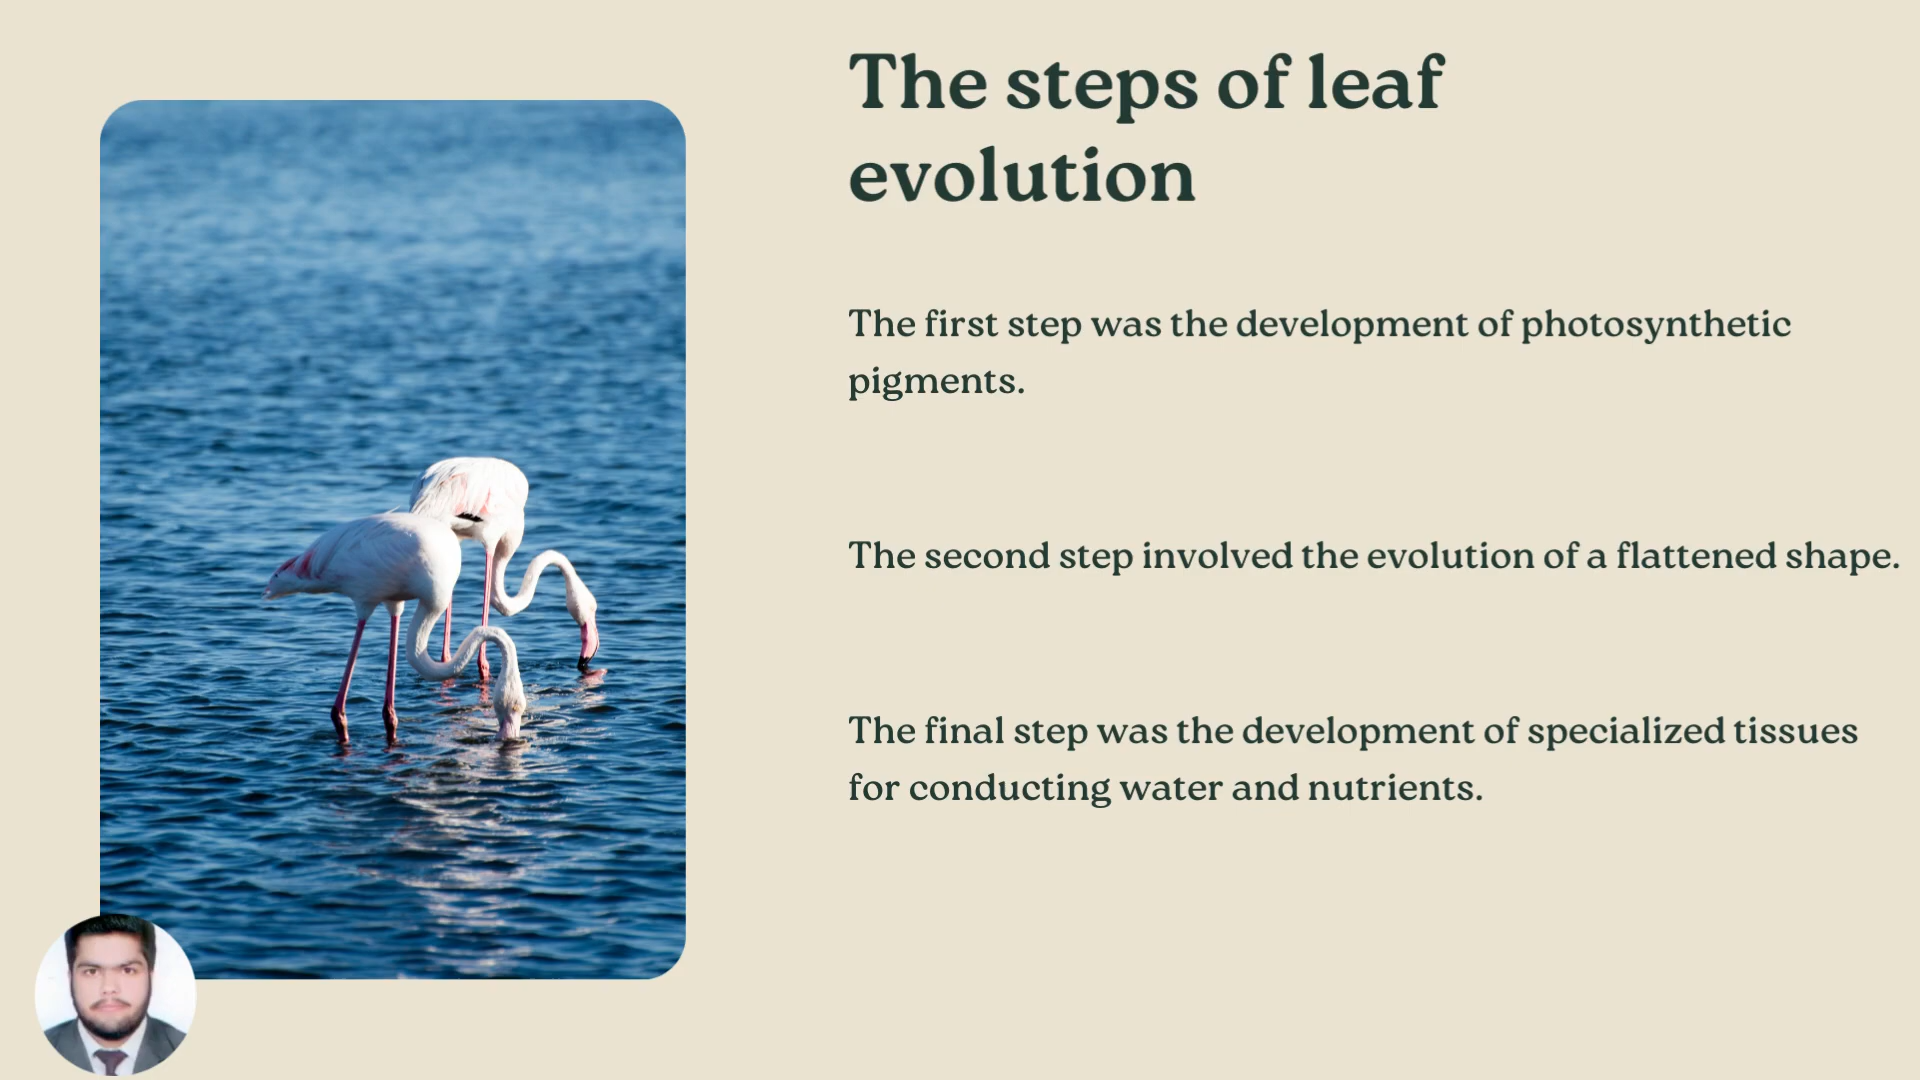 The steps of leaf
evolution
The first step was the development of photosynthetic
pigments.
The second step involved the evolution of a flattened shape.
The final step was the development of specialized tissues
for conducting water and nutrients.